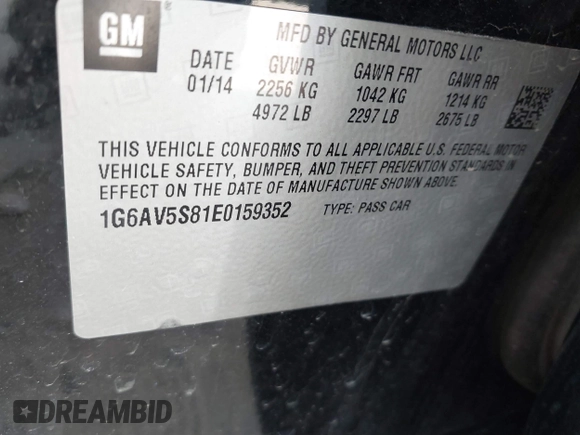 GM
MFD BY GENERAL MOTORS LLC
DATE GVWR GAWR FRT GAWR RR
01/14 2256 KG 1042 KG 1214 KG
4972 LB 2297 LB 2675 LB
THIS VEHICLE CONFORMS TO ALL APPLICABLE U.S. FEDERAL MOTOR
VEHICLE SAFETY, BUMPER, AND THEFT PREVENTION STANDARDS IN
EFFECT ON THE DATE OF MANUFACTURE SHOWN ABOVE.
1G6AV5S81E0159352 TYPE: PASS CAR
DREAMBID